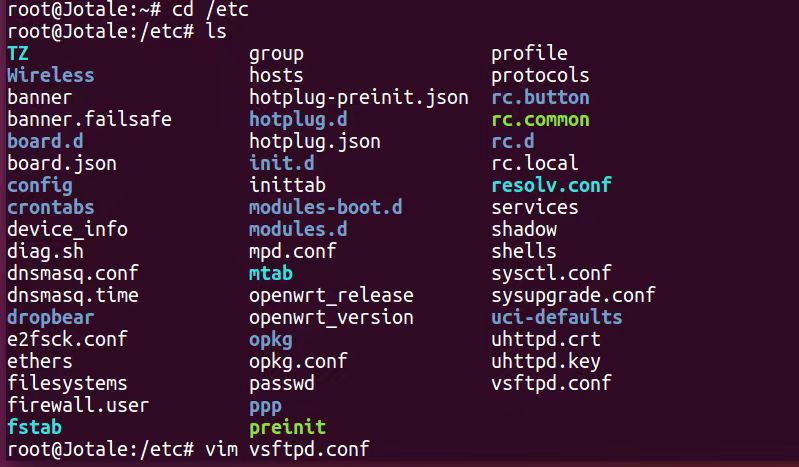 root@Jotale:~# cd /etc
root@Jotale:/etc# ls
TZ group profile
Wireless hosts protocols
banner hotplug-preinit.json rc.button
banner.failsafe hotplug.d rc.common
board.d hotplug.json rc.d
board.json init.d rc.local
config inittab resolv.conf
crontabs modules-boot.d services
device_info modules.d shadow
diag.sh mpd.conf shells
dnsmasq.conf mtab sysctl.conf
dnsmasq.time openwrt_release sysupgrade.conf
dropbear openwrt_version uci-defaults
e2fsck.conf opkg uhttpd.crt
ethers opkg.conf uhttpd.key
filesystems passwd vsftpd.conf
firewall.user ppp
fstab preinit
root@Jotale:/etc# vim vsftpd.conf